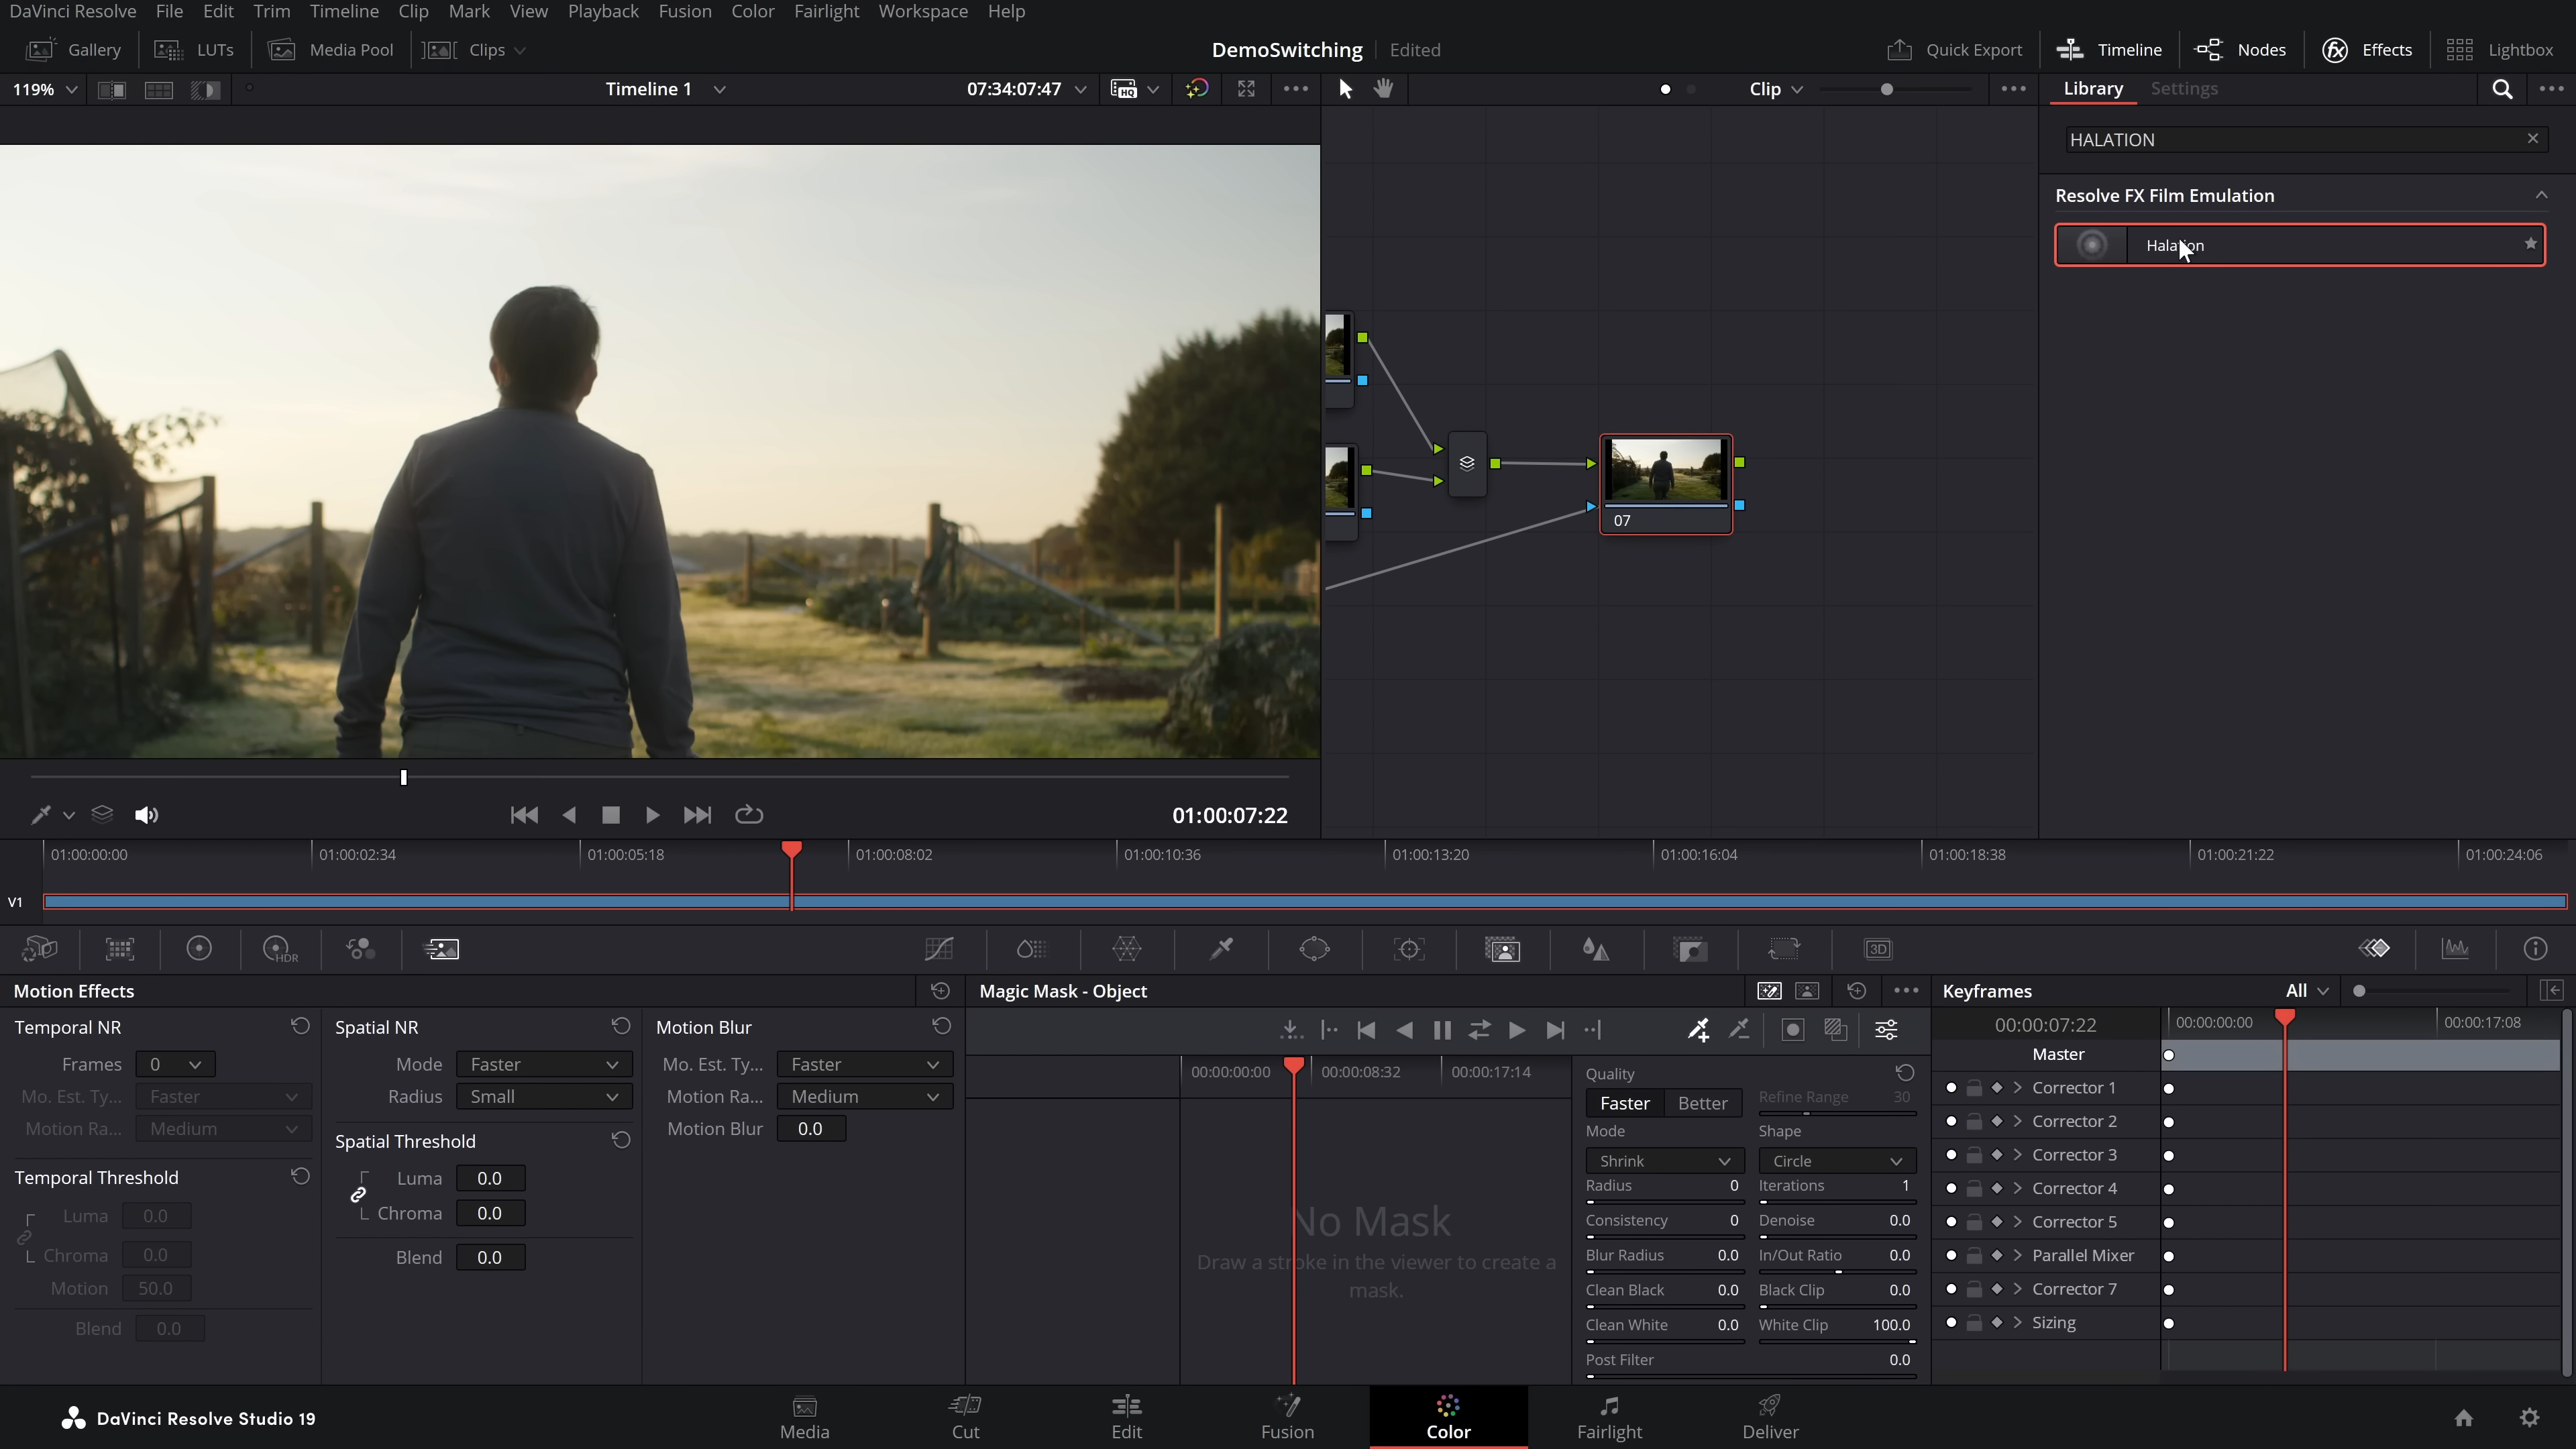 DaVinci Resolve File Edit Trim Timeline Clip Mark View Playback Fusion Color Fairlight Workspace Help
Gallery LUTs Media Pool Clips DemoSwitching Edited Quick Export Timeline Nodes Effects Lightbox
119% Timeline 1 07:34:07:47 HQ Clip Library Settings
HALATION
Resolve FX Film Emulation
Halation
07
01:00:07:22
01:00:00:00 01:00:02:34 01:00:05:18 01:00:08:02 01:00:10:36 01:00:13:20 01:00:16:04 01:00:18:38 01:00:21:22 01:00:24:06
V1
HDR 3D
Motion Effects Magic Mask - Object Keyframes All
Temporal NR Spatial NR Motion Blur
Frames 0 Mode Faster Mo. Est. Ty... Faster
Mo. Est. Ty... Faster Radius Small Motion Ra... Medium
Motion Ra... Medium Motion Blur 0.0
Spatial Threshold
Temporal Threshold Luma 0.0
Luma 0.0 Chroma 0.0
Chroma 0.0 Blend 0.0
Motion 50.0
Blend 0.0
00:00:00:00 00:00:08:32 00:00:17:14
No Mask
Draw a stroke in the viewer to create a
mask.
Quality
Faster Better Refine Range 30
Mode Shape
Shrink Circle
Radius 0 Iterations 1
Consistency 0 Denoise 0.0
Blur Radius 0.0 In/Out Ratio 0.0
Clean Black 0.0 Black Clip 0.0
Clean White 0.0 White Clip 100.0
Post Filter 0.0
00:00:07:22 00:00:00:00 00:00:17:08
Master
Corrector 1
Corrector 2
Corrector 3
Corrector 4
Corrector 5
Parallel Mixer
Corrector 7
Sizing
DaVinci Resolve Studio 19 Media Cut Edit Fusion Color Fairlight Deliver